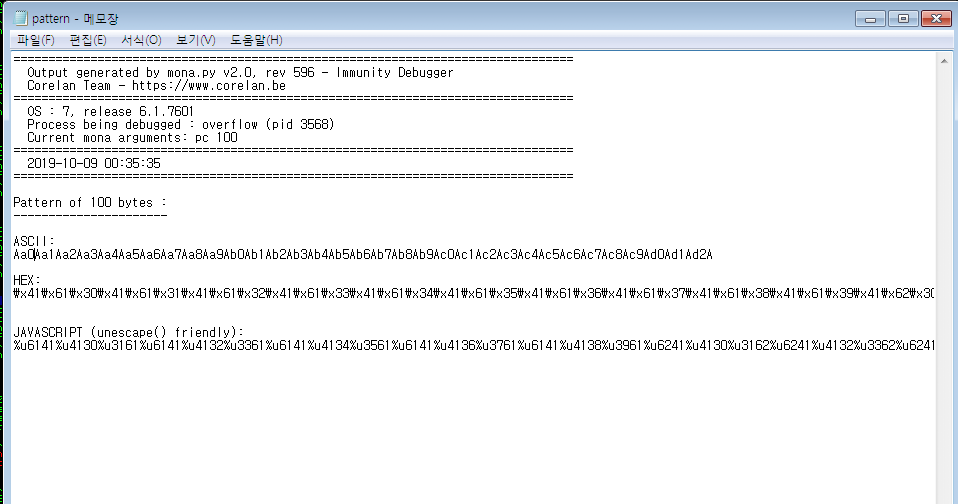 pattern - 메모장
파일(F) 편집(E) 서식(O) 보기(V) 도움말(H)
================================================================================
Output generated by mona.py v2.0, rev 596 - Immunity Debugger
Corelan Team - https://www.corelan.be
================================================================================
OS : 7, release 6.1.7601
Process being debugged : overflow (pid 3568)
Current mona arguments: pc 100
================================================================================
2019-10-09 00:35:35
================================================================================
Pattern of 100 bytes :
----------------------
ASCII:
Aa0Aa1Aa2Aa3Aa4Aa5Aa6Aa7Aa8Aa9Ab0Ab1Ab2Ab3Ab4Ab5Ab6Ab7Ab8Ab9Ac0Ac1Ac2Ac3Ac4Ac5Ac6Ac7Ac8Ac9Ad0Ad1Ad2A
HEX:
\x41\x61\x30\x41\x61\x31\x41\x61\x32\x41\x61\x33\x41\x61\x34\x41\x61\x35\x41\x61\x36\x41\x61\x37\x41\x61\x38\x41\x61\x39\x41\x62\x30
JAVASCRIPT (unescape() friendly):
%u6141%u4130%u3161%u6141%u4132%u3361%u6141%u4134%u3561%u6141%u4136%u3761%u6141%u4138%u3961%u6241%u4130%u3162%u6241%u4132%u3362%u6241